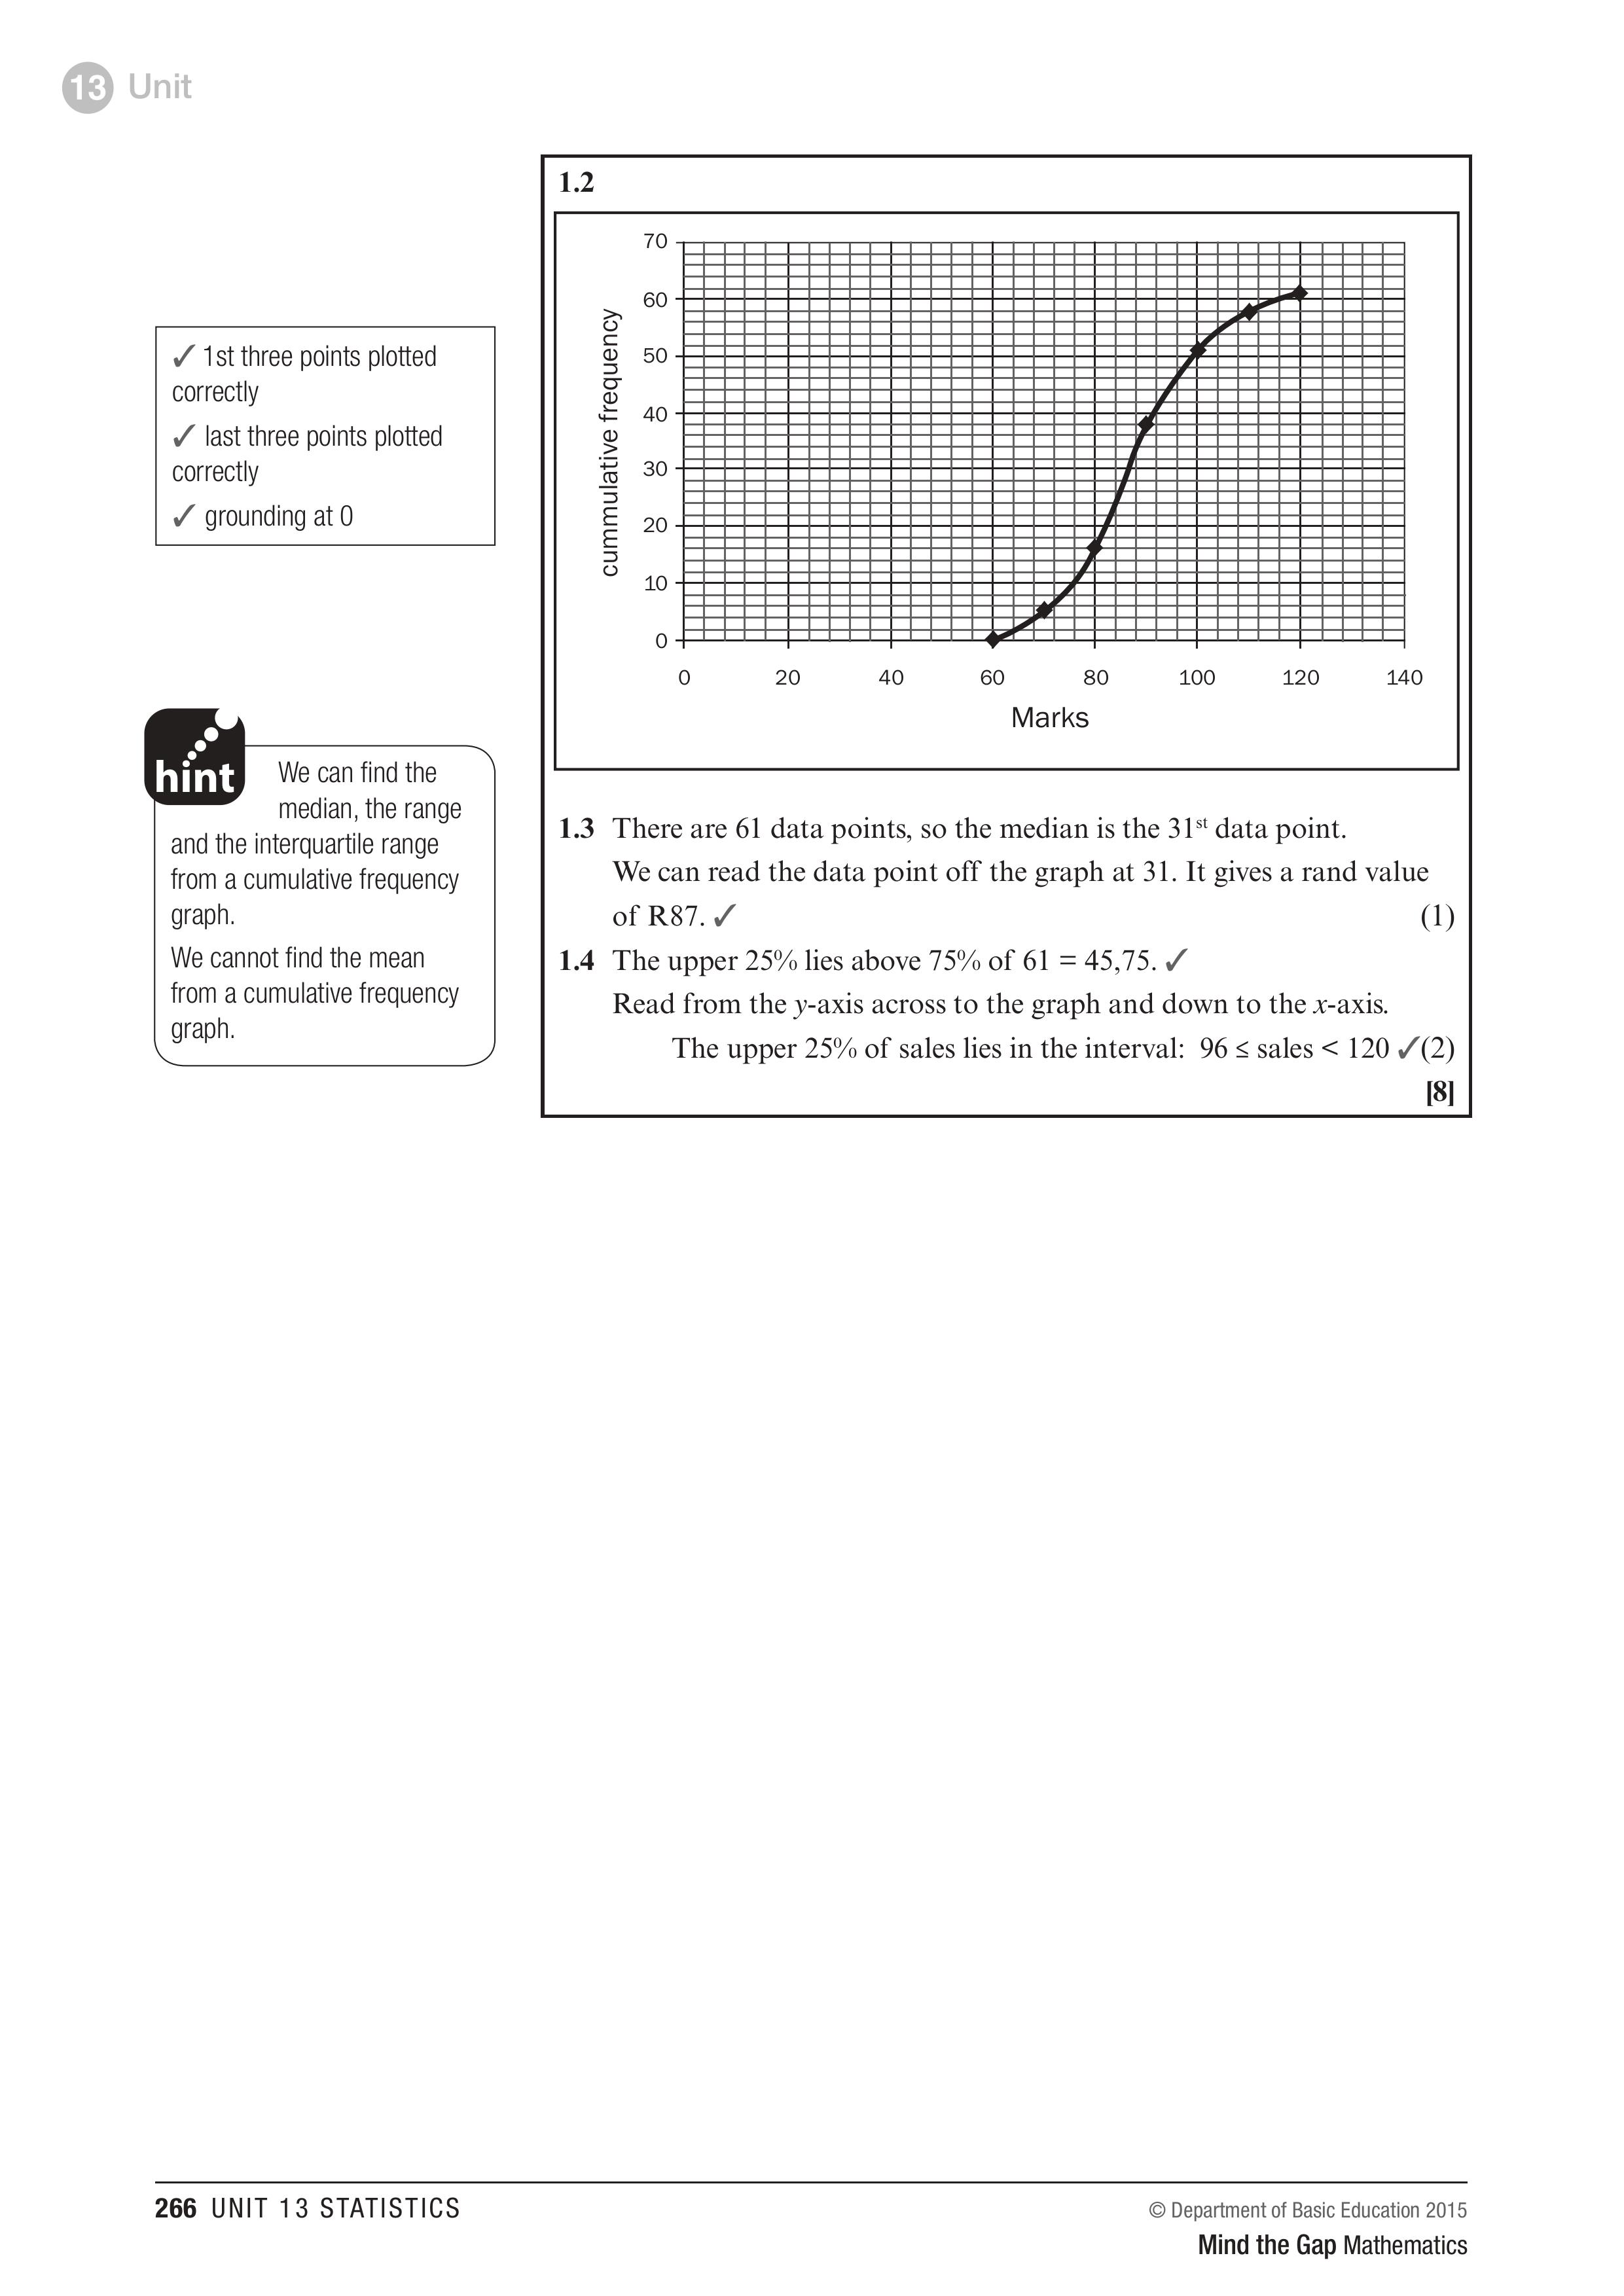 13 Unit
✓ 1st three points plotted
correctly
✓ last three points plotted
correctly
✓ grounding at 0
hint
We can find the
median, the range
and the interquartile range
from a cumulative frequency
graph.
We cannot find the mean
from a cumulative frequency
graph.
1.2
cummulative frequency
70
60
50
40
30
20
10
0
0 20 40 60 80 100 120 140
Marks
1.3 There are 61 data points, so the median is the 31st data point.
We can read the data point off the graph at 31. It gives a rand value
of R87. ✓ (1)
1.4 The upper 25% lies above 75% of 61 = 45,75. ✓
Read from the y-axis across to the graph and down to the x-axis.
The upper 25% of sales lies in the interval: 96 ≤ sales < 120 ✓(2)
[8]
266 UNIT 13 STATISTICS
© Department of Basic Education 2015
Mind the Gap Mathematics